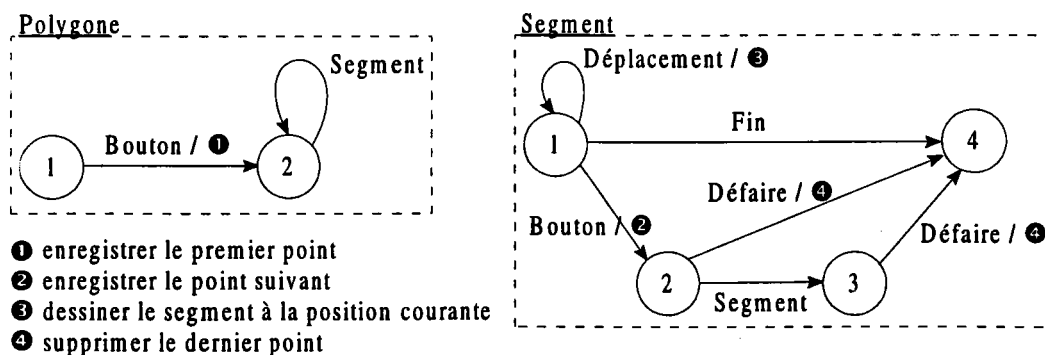 Polygone
Segment
1
Bouton / ❶
2
Segment
Déplacement / ❸
1
Fin
4
Défaire / ❹
Bouton / ❷
Défaire / ❹
2
Segment
3
❶ enregistrer le premier point
❷ enregistrer le point suivant
❸ dessiner le segment à la position courante
❹ supprimer le dernier point